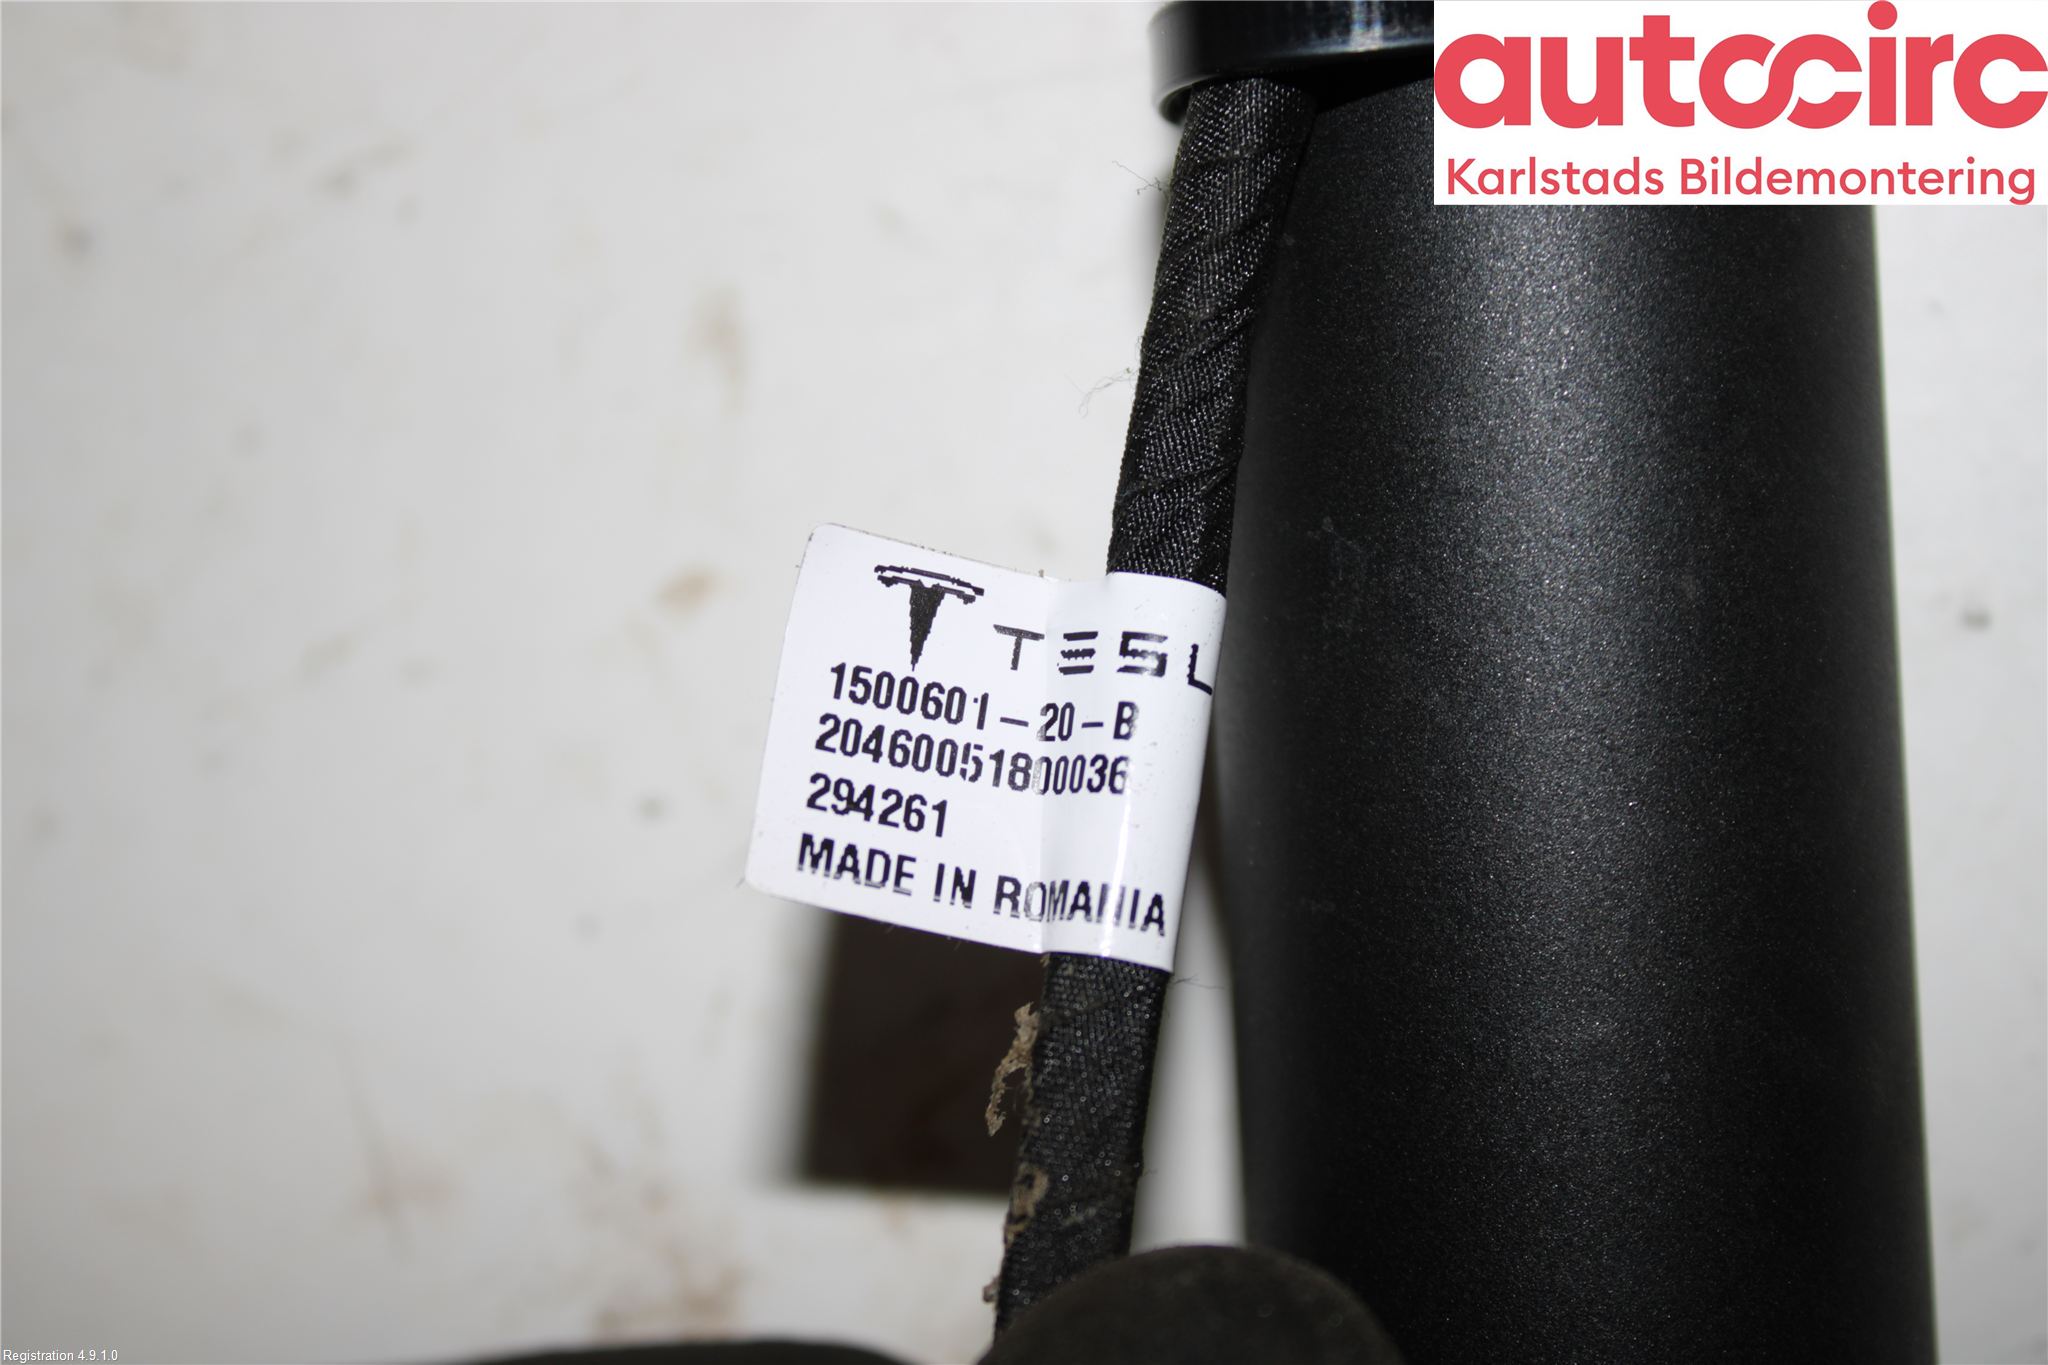 autocirc
Karlstads Bildemontering
TESL
1500601-20-B
20460051800036
294261
MADE IN ROMANIA
Registration 4.9.1.0